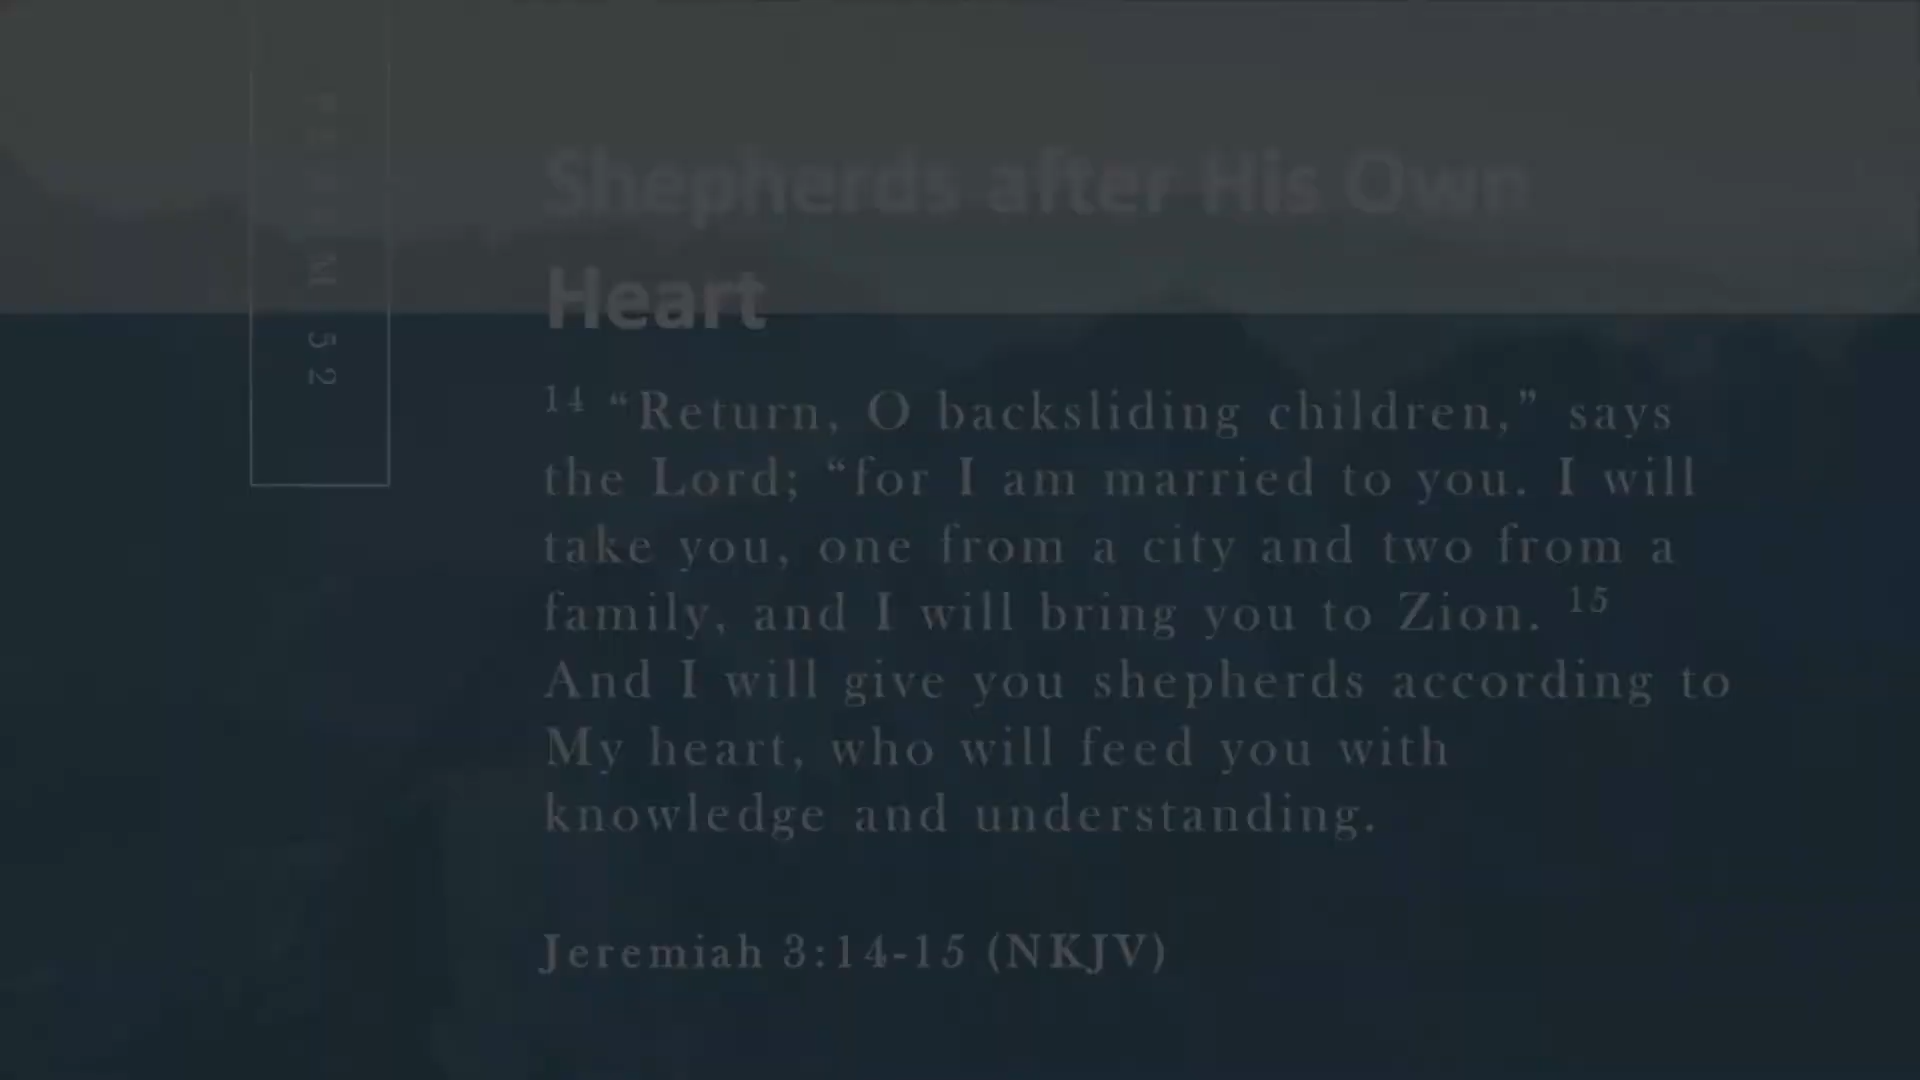 PSALM 52
Shepherds after His Own
Heart
14 “Return, O backsliding children,” says
the Lord; “for I am married to you. I will
take you, one from a city and two from a
family, and I will bring you to Zion. 15
And I will give you shepherds according to
My heart, who will feed you with
knowledge and understanding.
Jeremiah 3:14-15 (NKJV)